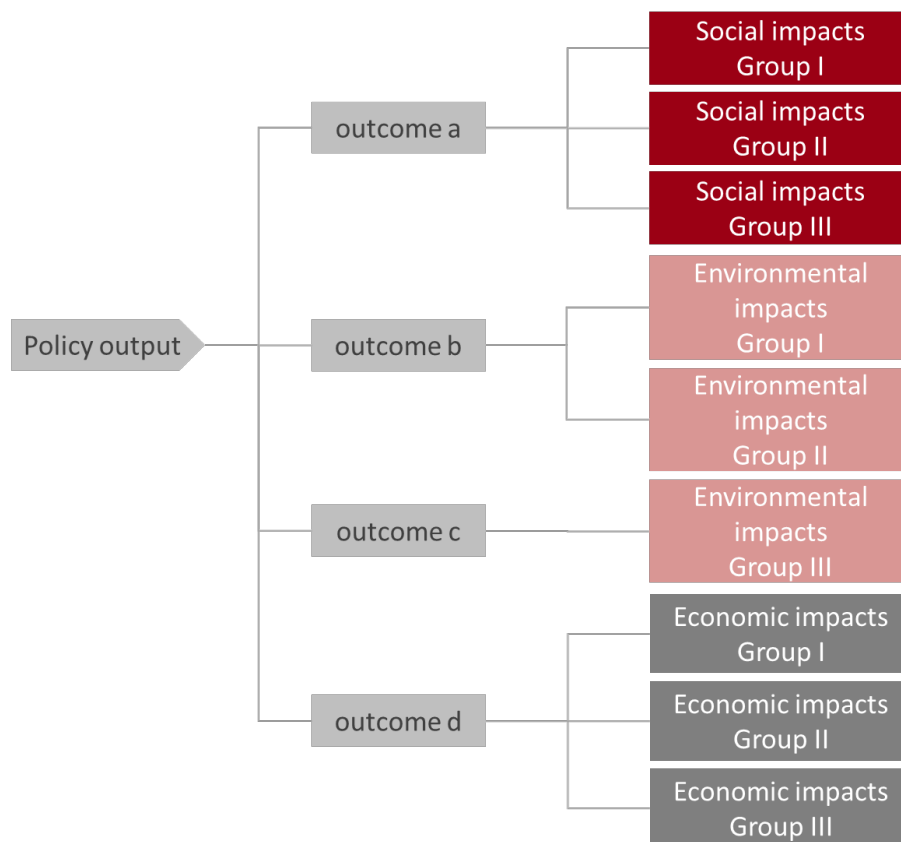 Social impacts
Group I
outcome a
Social impacts
Group II
Social impacts
Group III
Policy output
outcome b
Environmental
impacts
Group I
Environmental
impacts
Group II
outcome c
Environmental
impacts
Group III
outcome d
Economic impacts
Group I
Economic impacts
Group II
Economic impacts
Group III